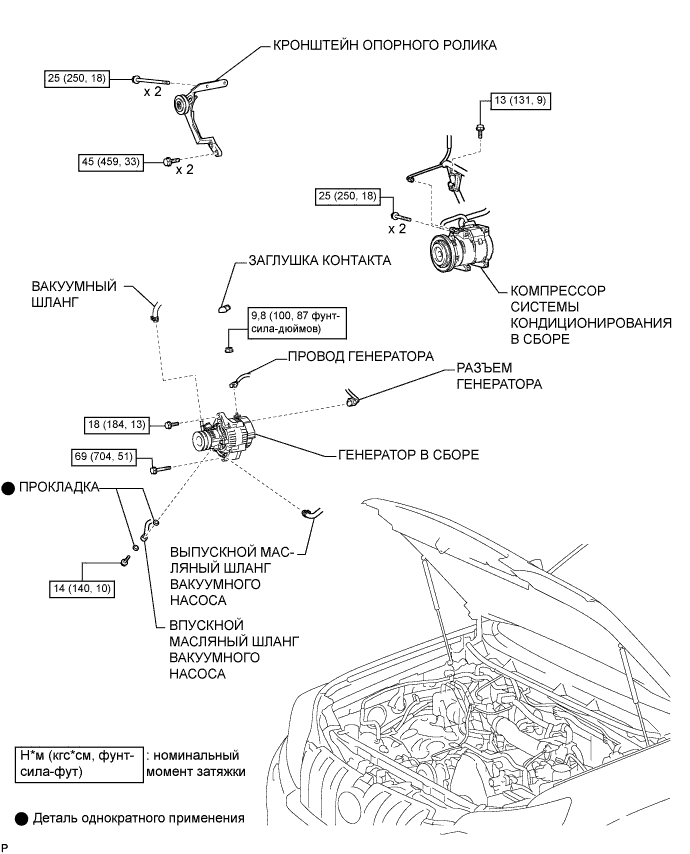 КРОНШТЕЙН ОПОРНОГО РОЛИКА
25 (250, 18)
x 2
13 (131, 9)
45 (459, 33)
x 2
25 (250, 18)
x 2
ЗАГЛУШКА КОНТАКТА
ВАКУУМНЫЙ
ШЛАНГ
КОМПРЕССОР
СИСТЕМЫ
КОНДИЦИОНИРОВАНИЯ
В СБОРЕ
9,8 (100, 87 фунт-
сила-дюймов)
ПРОВОД ГЕНЕРАТОРА
РАЗЪЕМ
ГЕНЕРАТОРА
18 (184, 13)
69 (704, 51)
ГЕНЕРАТОР В СБОРЕ
ПРОКЛАДКА
ВЫПУСКНОЙ МАС-
ЛЯНЫЙ ШЛАНГ
ВАКУУМНОГО
НАСОСА
14 (140, 10)
ВПУСКНОЙ
МАСЛЯНЫЙ ШЛАНГ
ВАКУУМНОГО
НАСОСА
Н*м (кгс*см, фунт-
сила-фут)
: номинальный
момент затяжки
Деталь однократного применения
P